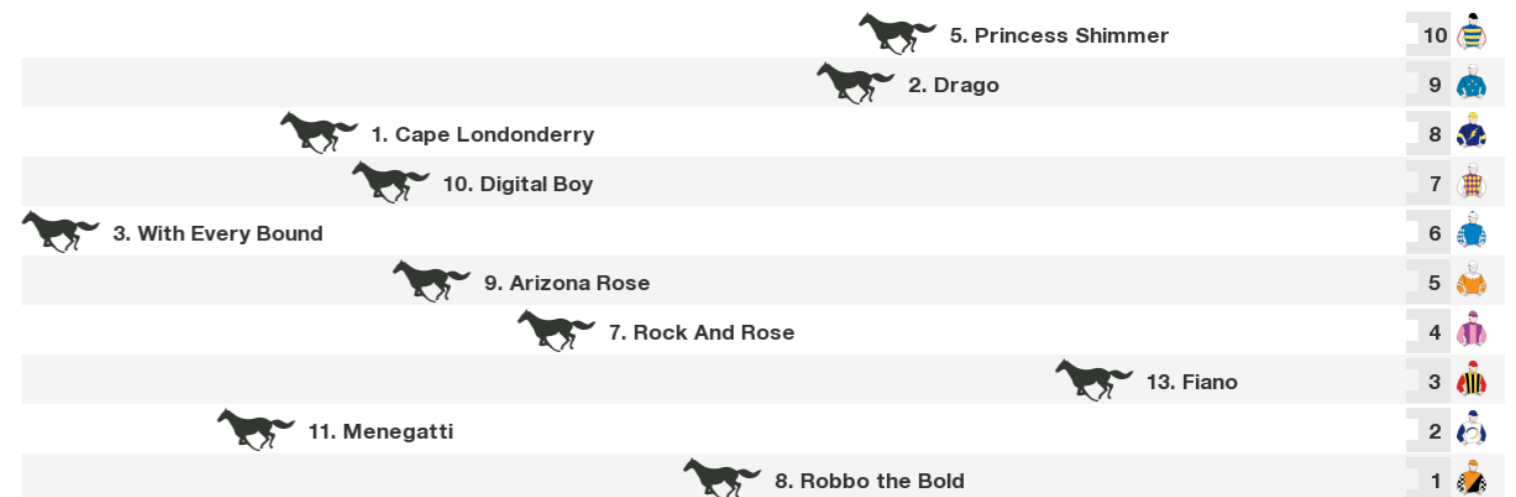 5. Princess Shimmer 10
2. Drago 9
1. Cape Londonderry 8
10. Digital Boy 7
3. With Every Bound 6
9. Arizona Rose 5
7. Rock And Rose 4
13. Fiano 3
11. Menegatti 2
8. Robbo the Bold 1